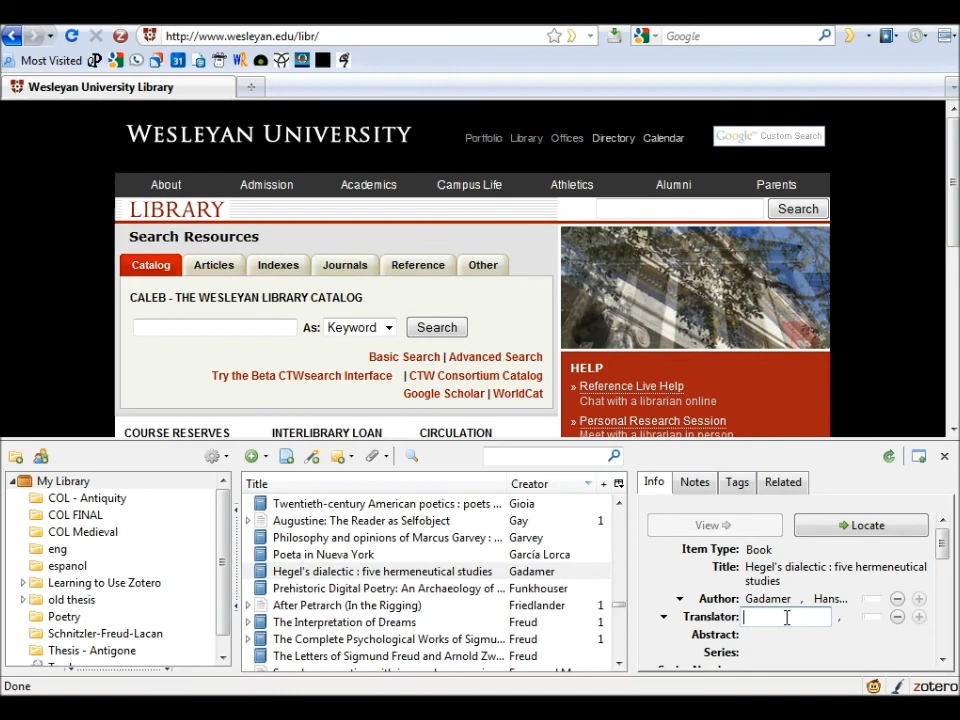 http://www.wesleyan.edu/libr/
Google
Most Visited
31
Wesleyan University Library
WESLEYAN UNIVERSITY
Portfolio Library Offices Directory Calendar
Google™ Custom Search
About Admission Academics Campus Life Athletics Alumni Parents
LIBRARY
Search
Search Resources
Catalog Articles Indexes Journals Reference Other
CALEB - THE WESLEYAN LIBRARY CATALOG
As: Keyword Search
Basic Search | Advanced Search
Try the Beta CTWsearch Interface | CTW Consortium Catalog
Google Scholar | WorldCat
HELP
» Reference Live Help
Chat with a librarian online
» Personal Research Session
Meet with a librarian in person
COURSE RESERVES INTERLIBRARY LOAN CIRCULATION
My Library
COL - Antiquity
COL FINAL
COL Medieval
eng
espanol
Learning to Use Zotero
old thesis
Poetry
Schnitzler-Freud-Lacan
Thesis - Antigone
Title Creator +
Twentieth-century American poetics : poets ... Gioia
Augustine: The Reader as Selfobject Gay 1
Philosophy and opinions of Marcus Garvey : ... Garvey
Poeta en Nueva York García Lorca
Hegel's dialectic : five hermeneutical studies Gadamer
Prehistoric Digital Poetry: An Archaeology of ... Funkhouser
After Petrarch (In the Rigging) Friedlander 1
The Interpretation of Dreams Freud 1
The Complete Psychological Works of Sigmu... Freud 1
The Letters of Sigmund Freud and Arnold Zw... Freud
Info Notes Tags Related
View Locate
Item Type: Book
Title: Hegel's dialectic : five hermeneutical
studies
Author: Gadamer , Hans...
Translator: ,
Abstract:
Series:
Done
zotero